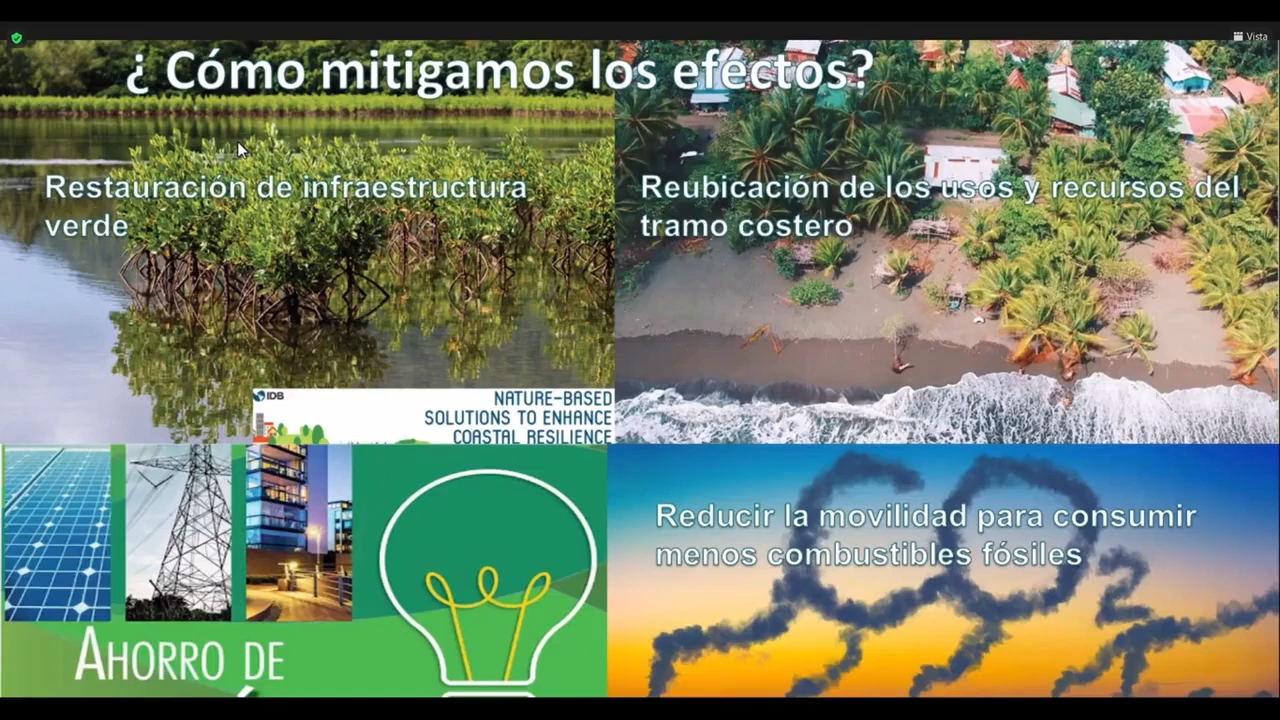 Vista
¿ Cómo mitigamos los efectos?
Restauración de infraestructura
verde
Reubicación de los usos y recursos del
tramo costero
IDB
NATURE-BASED
SOLUTIONS TO ENHANCE
COASTAL RESILIENCE
Reducir la movilidad para consumir
menos combustibles fósiles
CO2
AHORRO DE